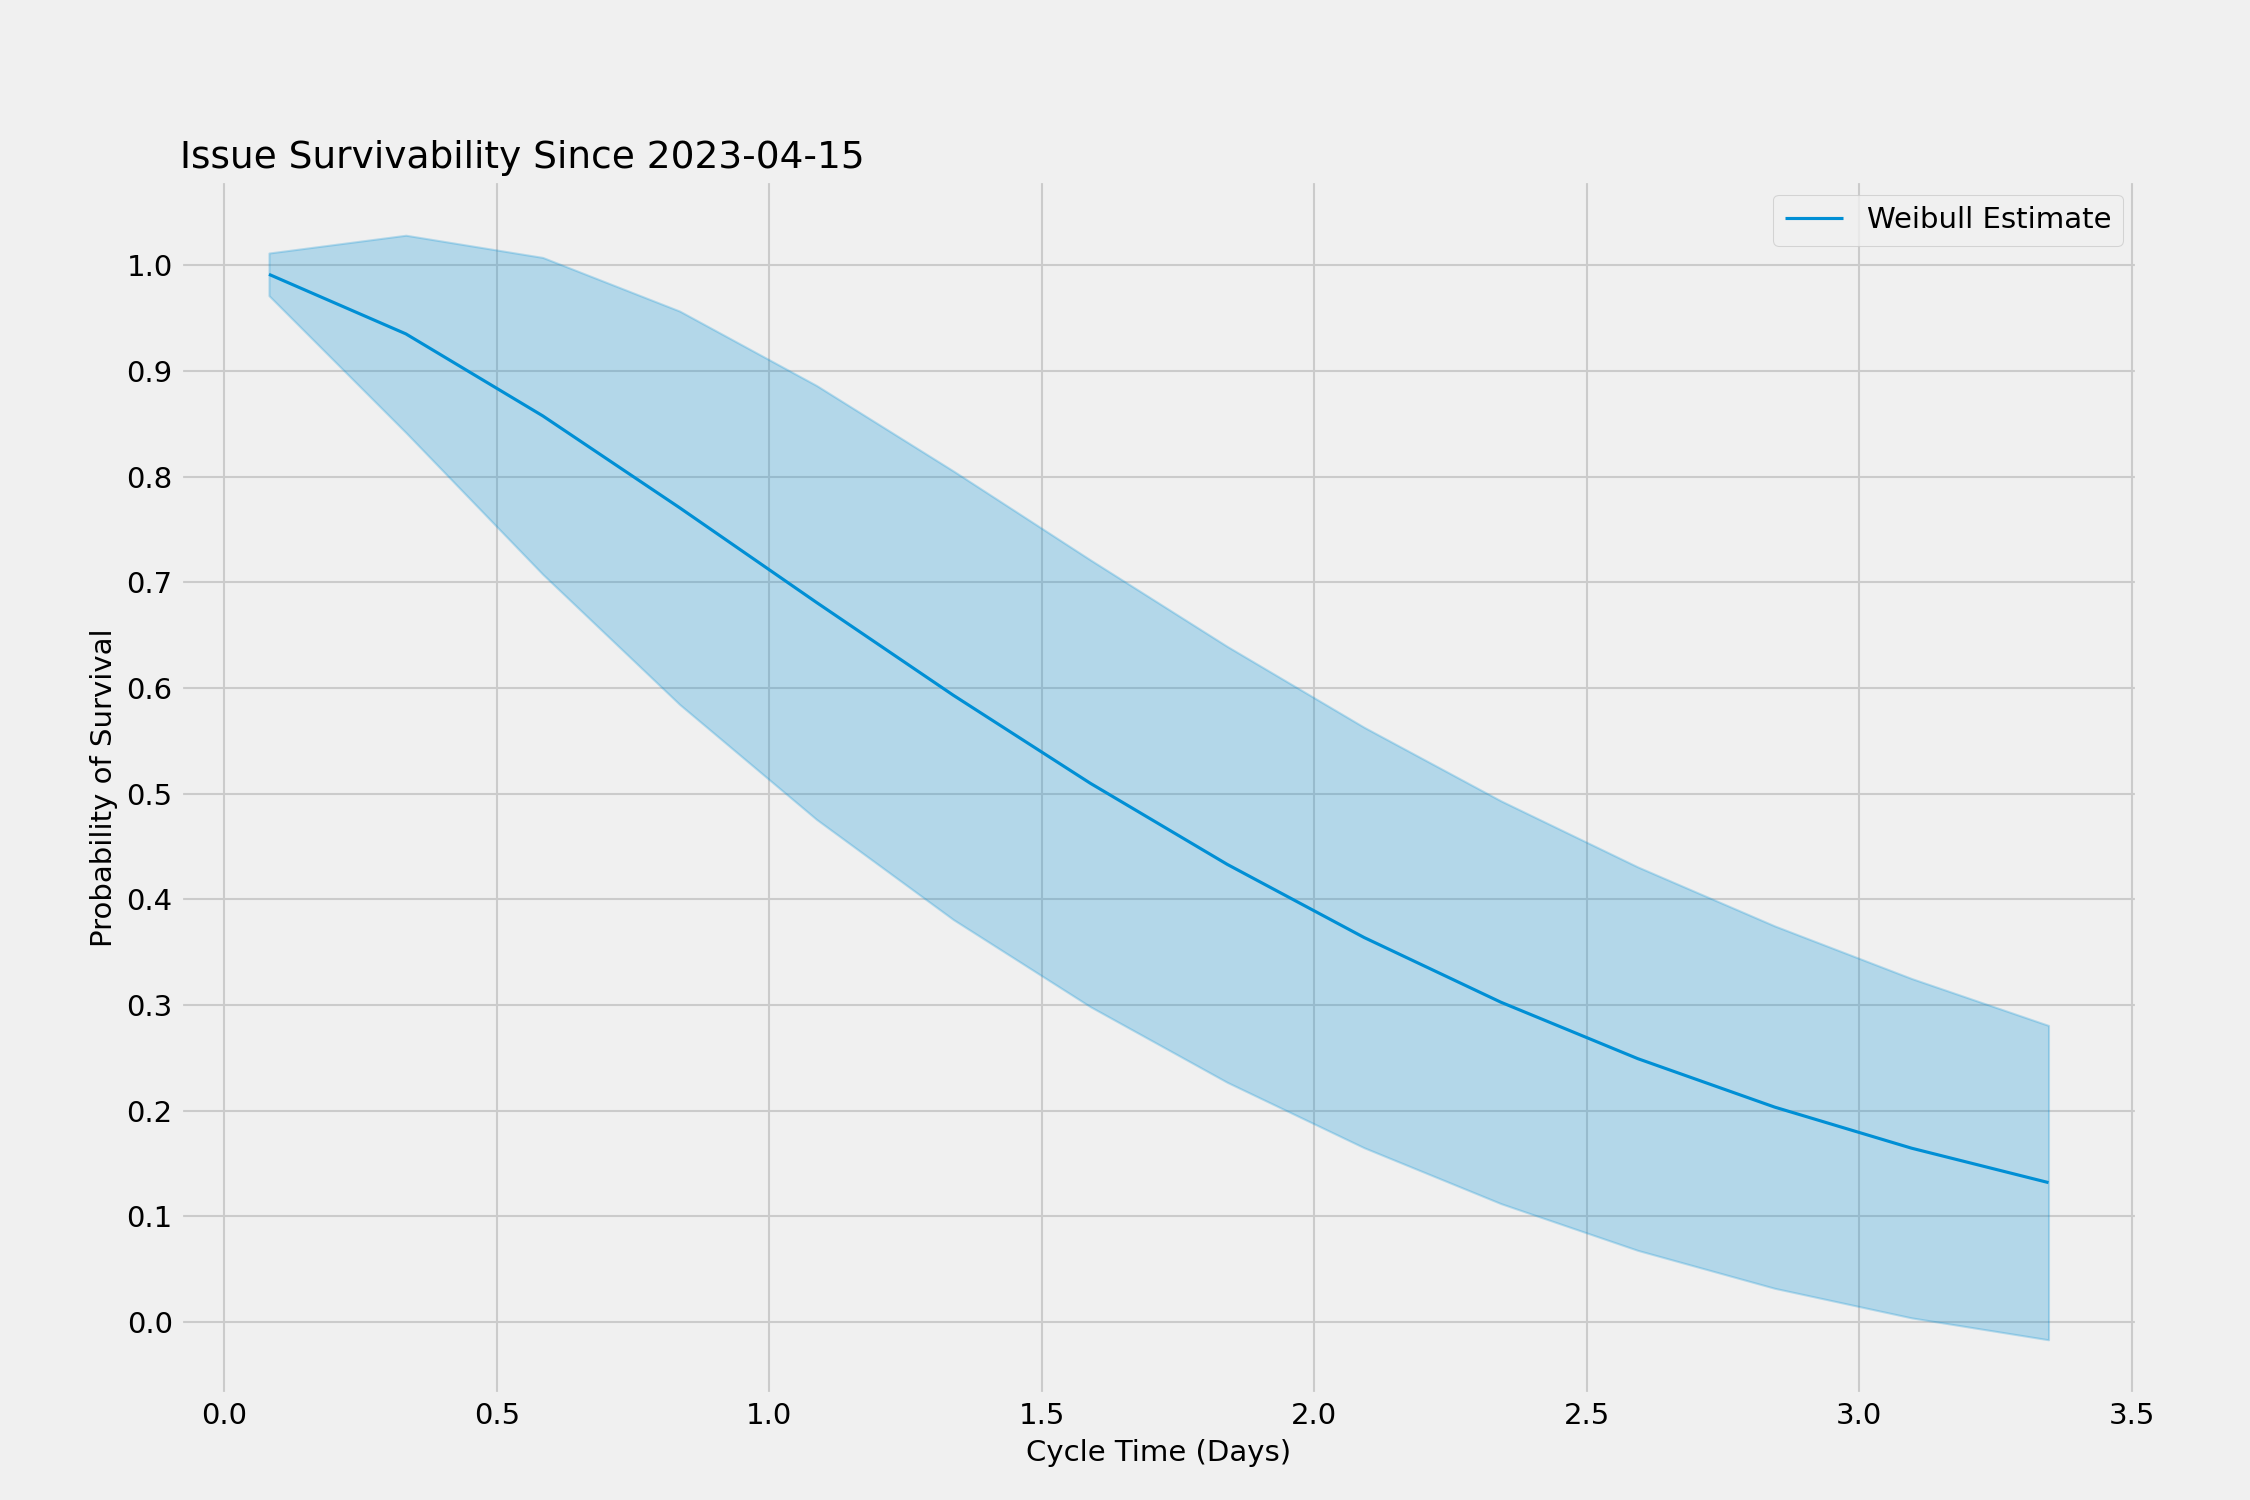 Issue Survivability Since 2023-04-15
Weibull Estimate
1.0
0.9
0.8
0.7
0.6
0.5
0.4
0.3
0.2
0.1
0.0
Probability of Survival
0.0 0.5 1.0 1.5 2.0 2.5 3.0 3.5
Cycle Time (Days)